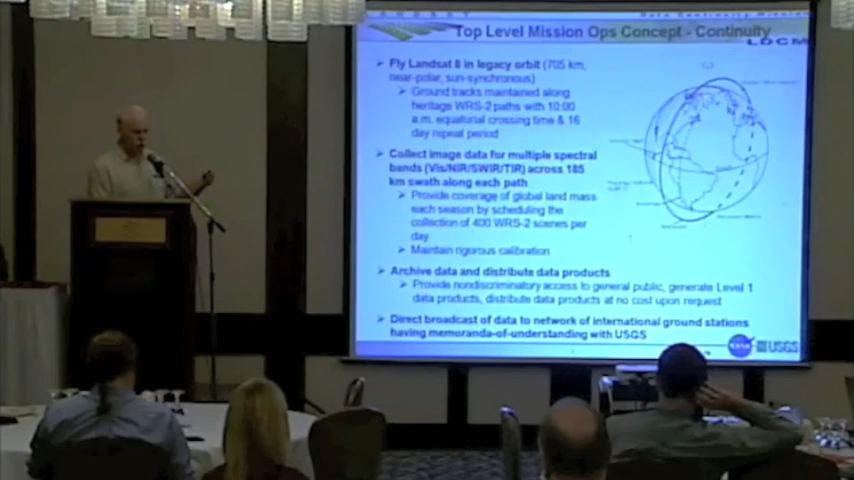 LANDSAT Data Continuity Mission
Top Level Mission Ops Concept - Continuity
LDCM
➢ Fly Landsat 8 in legacy orbit (705 km,
near-polar, sun-synchronous)
➢ Ground tracks maintained along
heritage WRS-2 paths with 10:00
a.m. equatorial crossing time & 16
day repeat period
➢ Collect image data for multiple spectral
bands (Vis/NIR/SWIR/TIR) across 185
km swath along each path
➢ Provide coverage of global land mass
each season by scheduling the
collection of 400 WRS-2 scenes per
day
➢ Maintain rigorous calibration
➢ Archive data and distribute data products
➢ Provide nondiscriminatory access to general public, generate Level 1
data products, distribute data products at no cost upon request
➢ Direct broadcast of data to network of international ground stations
having memoranda-of-understanding with USGS
NASA USGS